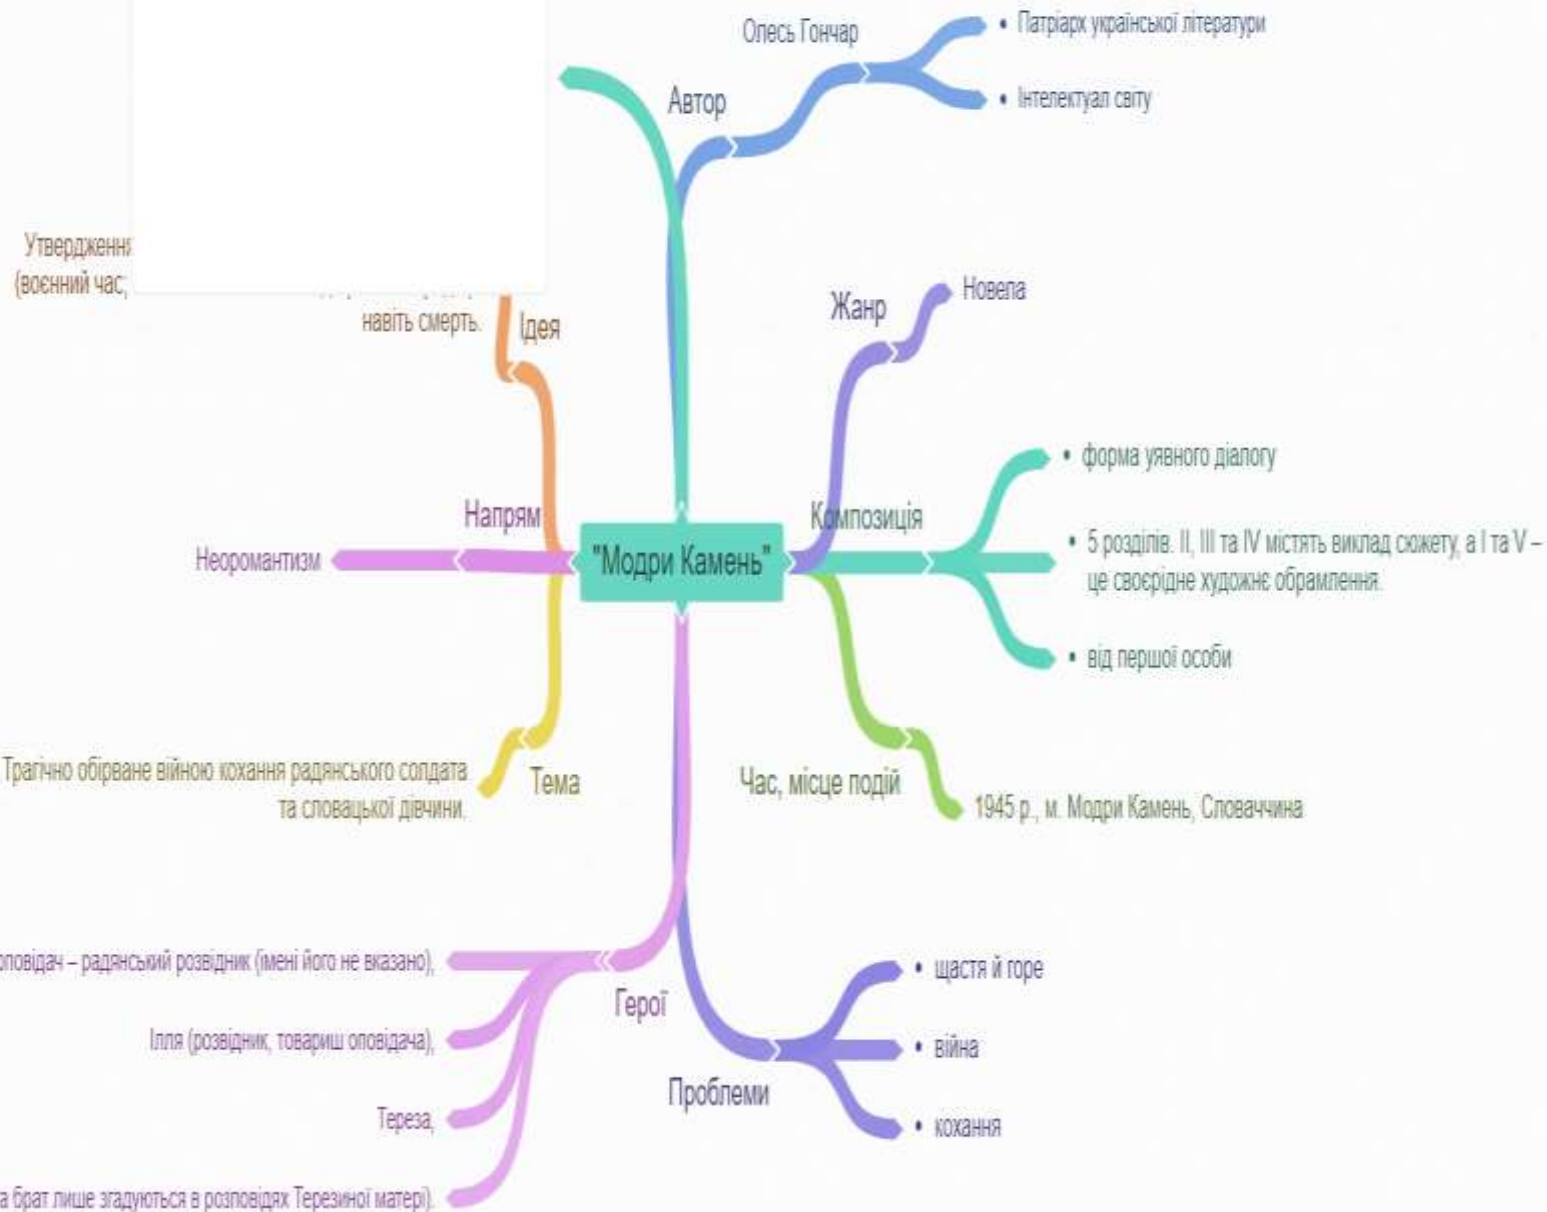 Олесь Гончар
• Патріарх української літератури
• Інтелектуал світу
Автор
Утвердження
(воєнний час;
навіть смерть.
Ідея
Жанр
Новела
Напрям
Неоромантизм
"Модри Камень"
Композиція
• форма уявного діалогу
• 5 розділів. II, III та IV містять виклад сюжету, а I та V –
це своєрідне художнє обрамлення.
• від першої особи
Трагічно обірване війною кохання радянського солдата
та словацької дівчини.
Тема
Час, місце подій
1945 р., м. Модри Камень, Словаччина
оповідач – радянський розвідник (імені його не вказано),
Ілля (розвідник, товариш оповідача),
Тереза,
а брат лише згадуються в розповідях Терезиної матері).
Герої
Проблеми
• щастя й горе
• війна
• кохання